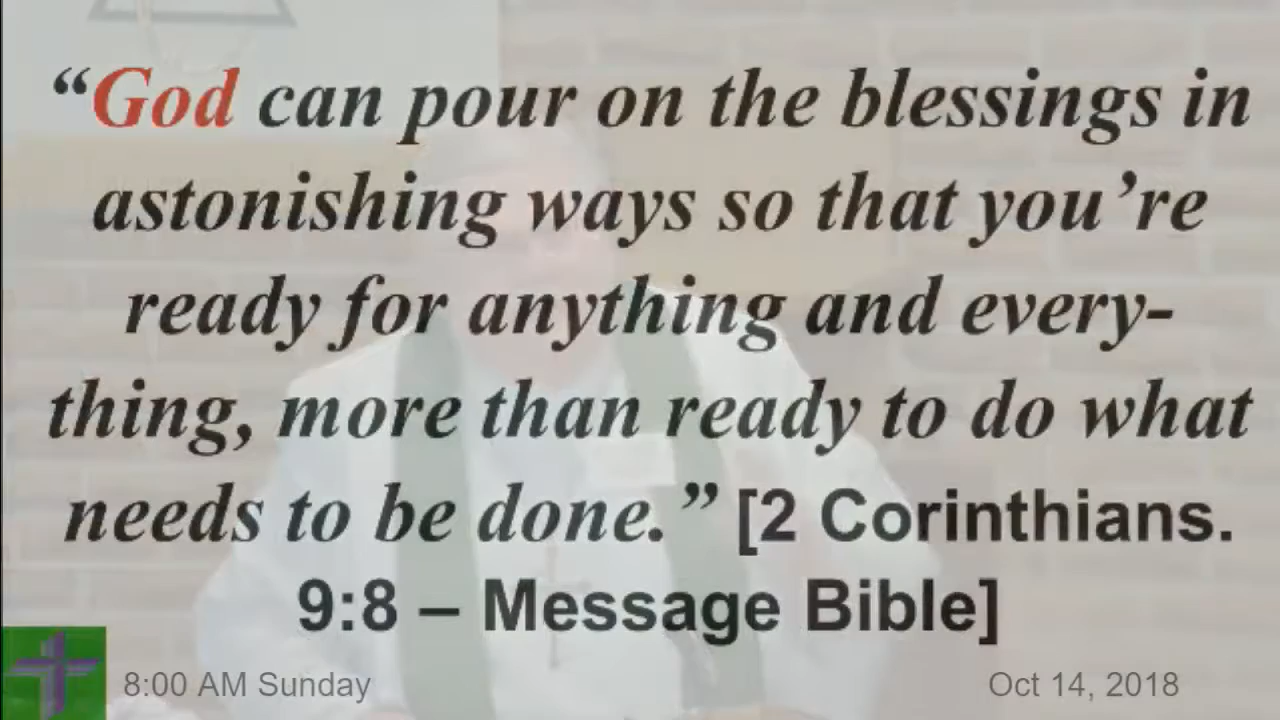 “God can pour on the blessings in
astonishing ways so that you’re
ready for anything and every-
thing, more than ready to do what
needs to be done.” [2 Corinthians.
9:8 – Message Bible]
8:00 AM Sunday
Oct 14, 2018